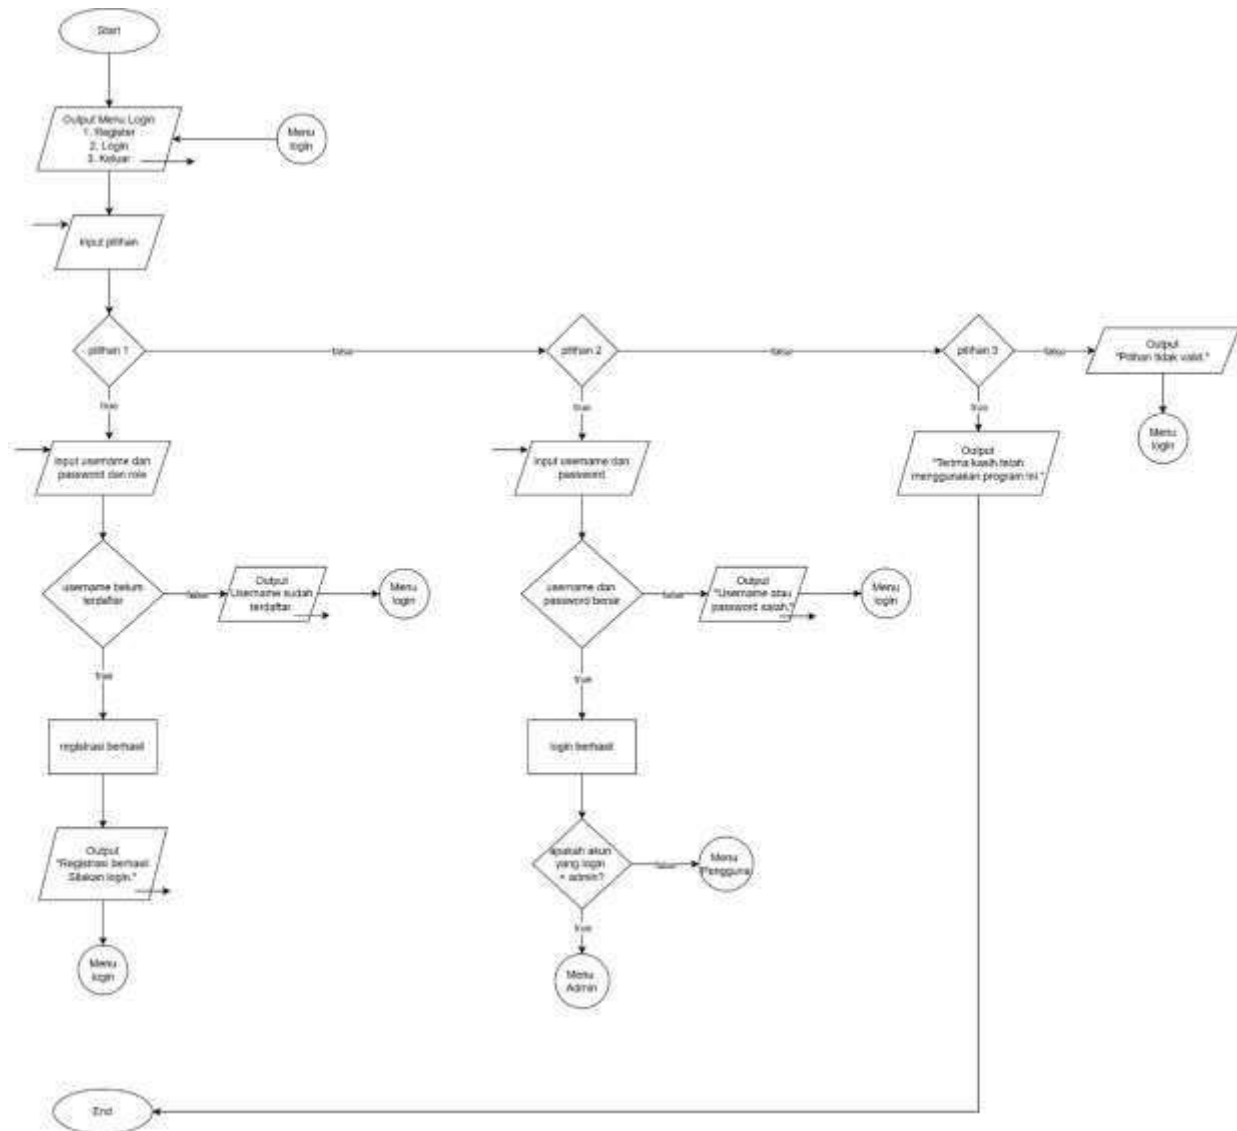 Start
Output Menu Login
1. Register
2. Login
3. Keluar
Menu
login
Input pilihan
pilihan 1
false
pilihan 2
false
pilihan 3
false
Output
"Pilihan tidak valid."
true
true
true
Menu
login
Input username dan
password dan role
Input username dan
password
Output
"Terima kasih telah
menggunakan program ini."
username belum
terdaftar
false
Output
"Username sudah
terdaftar
Menu
login
username dan
password benar
false
Output
"Username atau
password salah."
Menu
login
true
true
registrasi berhasil
login berhasil
Output
"Registrasi berhasil.
Silakan login."
apakah akun
yang login
= admin?
false
Menu
Pengguna
true
Menu
login
Menu
Admin
End